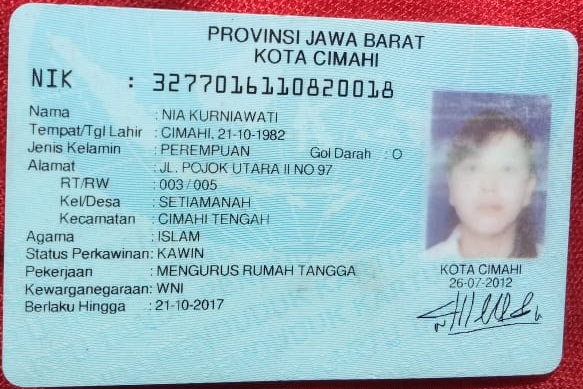 PROVINSI JAWA BARAT
KOTA CIMAHI
NIK : 3277016110820018
Nama : NIA KURNIAWATI
Tempat/Tgl Lahir : CIMAHI, 21-10-1982
Jenis Kelamin : PEREMPUAN Gol Darah : O
Alamat : JL. POJOK UTARA II NO 97
RT/RW : 003 / 005
Kel/Desa : SETIAMANAH
Kecamatan : CIMAHI TENGAH
Agama : ISLAM
Status Perkawinan: KAWIN
Pekerjaan : MENGURUS RUMAH TANGGA
Kewarganegaraan: WNI
Berlaku Hingga : 21-10-2017
KOTA CIMAHI
26-07-2012